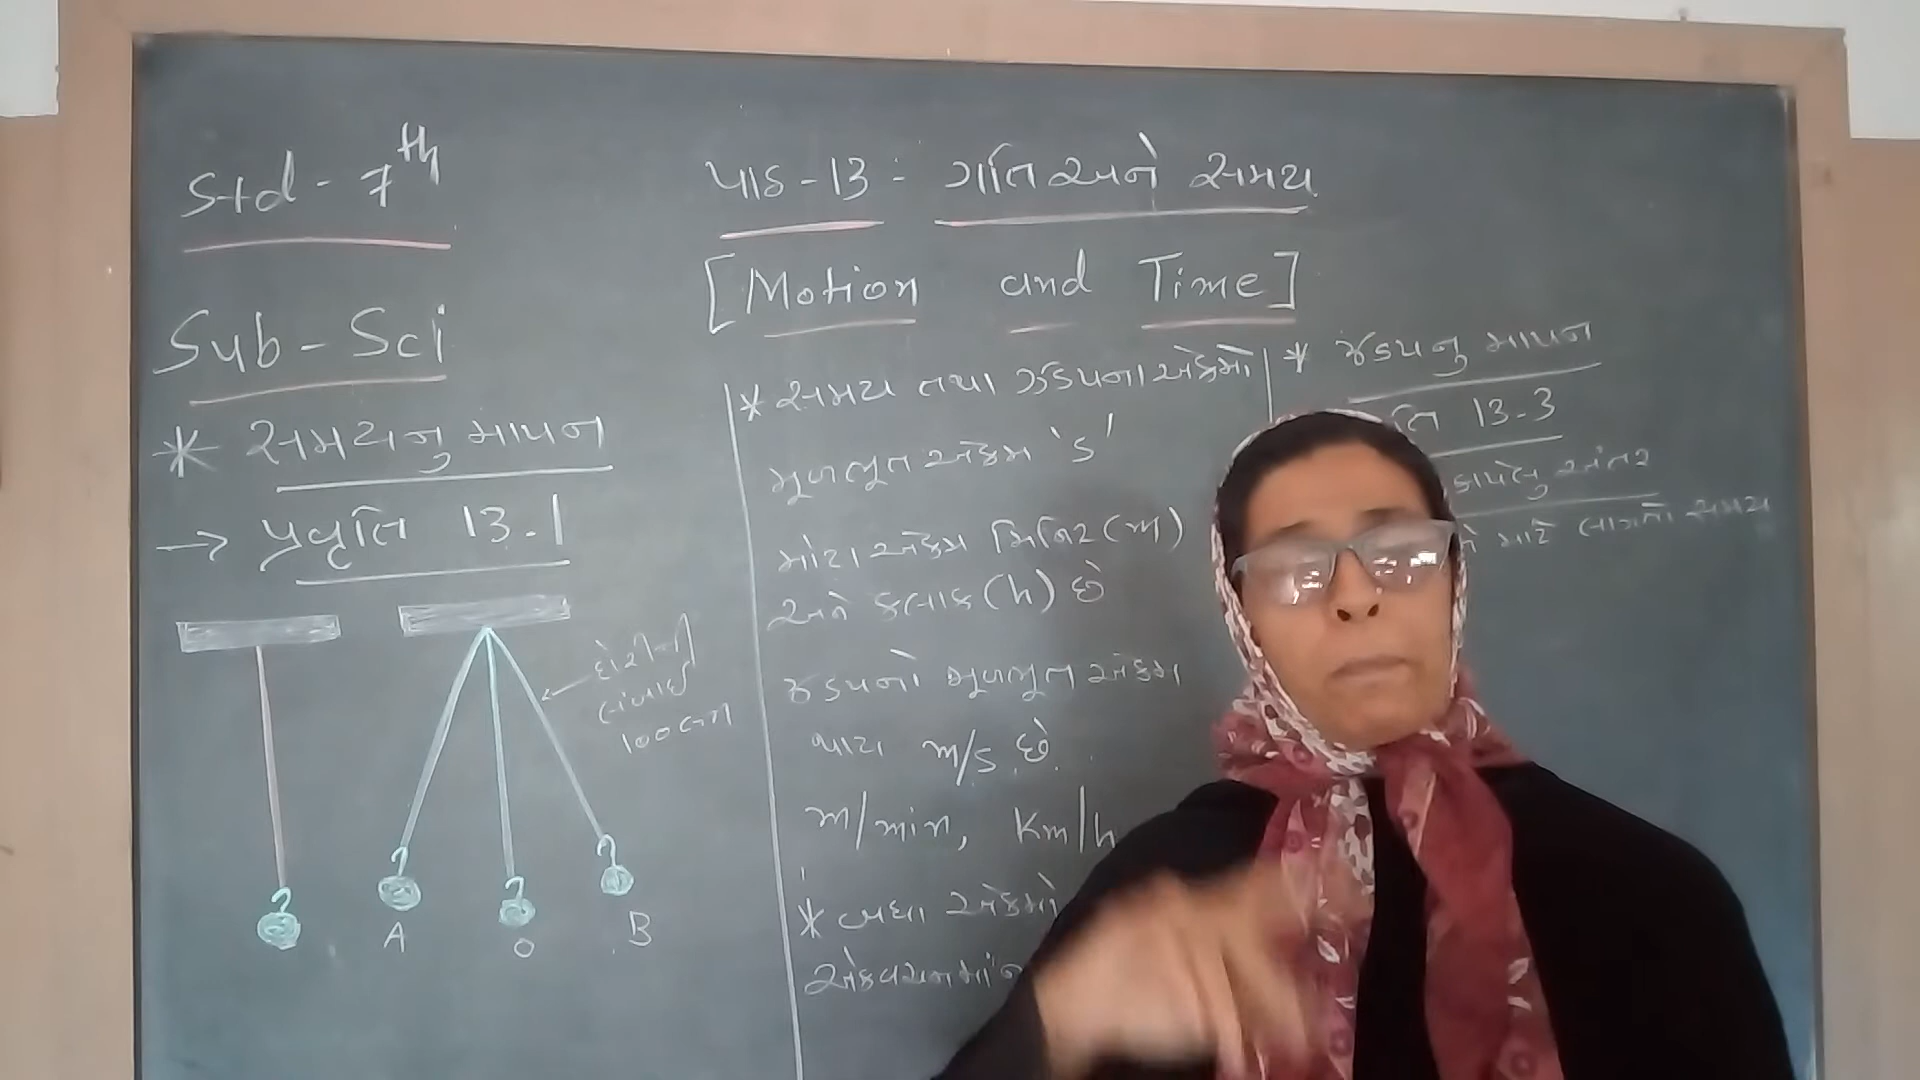 Std - 7th
Sub - Sci
પાઠ - 13 : ગતિ અને સમય
[Motion and Time]
* સમયનુ માપન
→ પ્રવૃતિ 13.1
દોરીની
લંબાઈ
100 સેમ
A
O
B
* સમય તથા ઝડપના એકમો
મૂળભૂત એકમ 's'
મોટા એકમ મિનિટ (m)
અને કલાક (h) છે
ઝડપનો મૂળભૂત એકમ
m/s છે.
m/min, km/h
* બધા એકમો
એકવચનમાં જ
* ઝડપનુ માપન
13.3
કાપેલુ અંતર
માટે લાગતો સમય